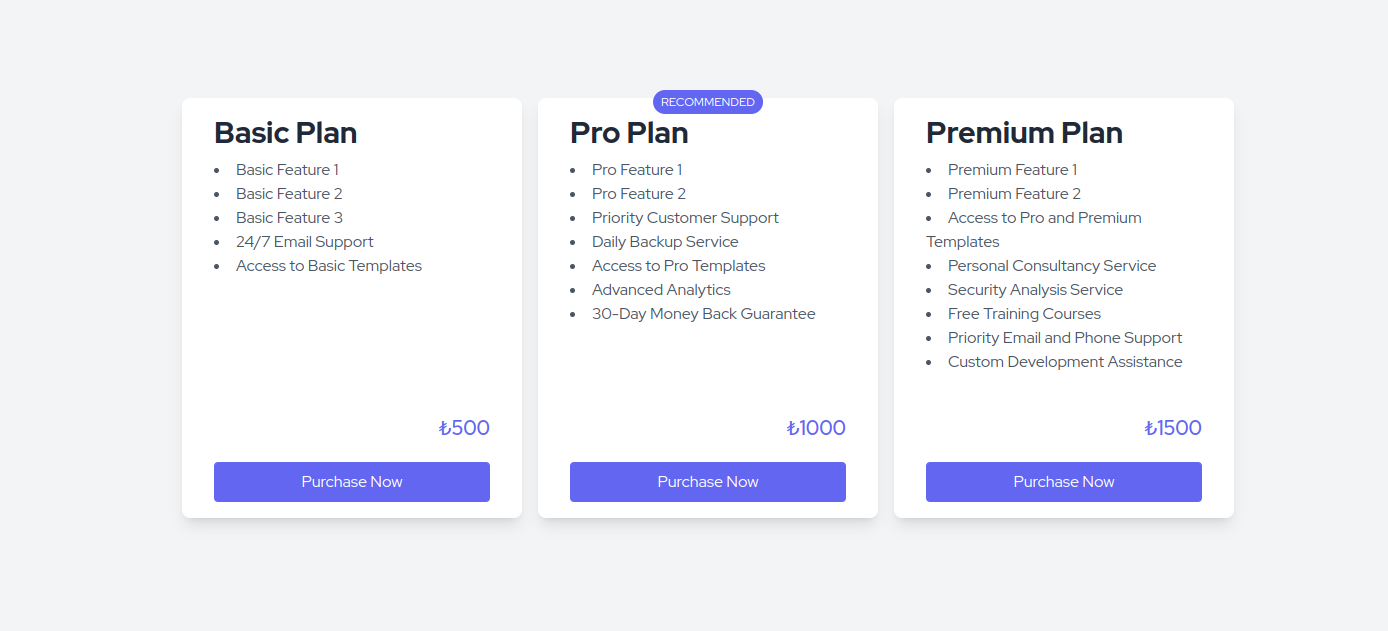 Basic Plan
Basic Feature 1
Basic Feature 2
Basic Feature 3
24/7 Email Support
Access to Basic Templates
₺500
Purchase Now
RECOMMENDED
Pro Plan
Pro Feature 1
Pro Feature 2
Priority Customer Support
Daily Backup Service
Access to Pro Templates
Advanced Analytics
30-Day Money Back Guarantee
₺1000
Purchase Now
Premium Plan
Premium Feature 1
Premium Feature 2
Access to Pro and Premium
Templates
Personal Consultancy Service
Security Analysis Service
Free Training Courses
Priority Email and Phone Support
Custom Development Assistance
₺1500
Purchase Now